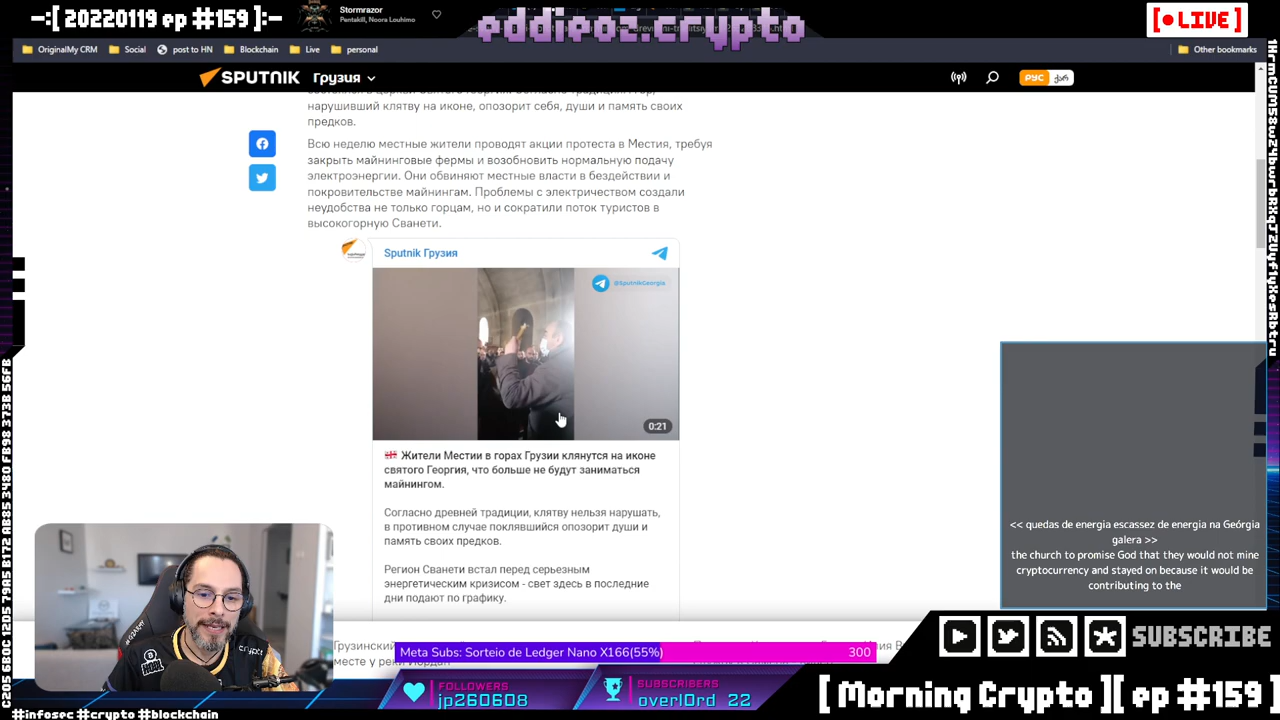 -:[ 20220119 ep #159 ]:-
Stormrazor
Pentakill, Noora Louhimo
eddieoz.crypto
[ LIVE ]
OriginalMy CRM
Social
post to HN
Blockchain
Live
personal
Other bookmarks
SPUTNIK Грузия
РУС ქარ
нарушивший клятву на иконе, опозорит себя, души и память своих
предков.
Всю неделю местные жители проводят акции протеста в Местия, требуя
закрыть майнинговые фермы и возобновить нормальную подачу
электроэнергии. Они обвиняют местные власти в бездействии и
покровительстве майнингам. Проблемы с электричеством создали
неудобства не только горцам, но и сократили поток туристов в
высокогорную Сванети.
Sputnik Грузия
@SputnikGeorgia
0:21
Жители Местии в горах Грузии клянутся на иконе
святого Георгия, что больше не будут заниматься
майнингом.
Согласно древней традиции, клятву нельзя нарушать,
в противном случае поклявшийся опозорит души и
память своих предков.
Регион Сванети встал перед серьезным
энергетическим кризисом - свет здесь в последние
дни подают по графику.
<< quedas de energia escassez de energia na Geórgia
galera >>
the church to promise God that they would not mine
cryptocurrency and stayed on because it would be
contributing to the
Грузинский
месте у реки
Meta Subs: Sorteio de Ledger Nano X166(55%)
300
FOLLOWERS
jp260608
SUBSCRIBERS
overl0rd 22
SUBSCRIBE
[ Morning Crypto ][ ep #159 ]
#infosec #crypto #blockchain